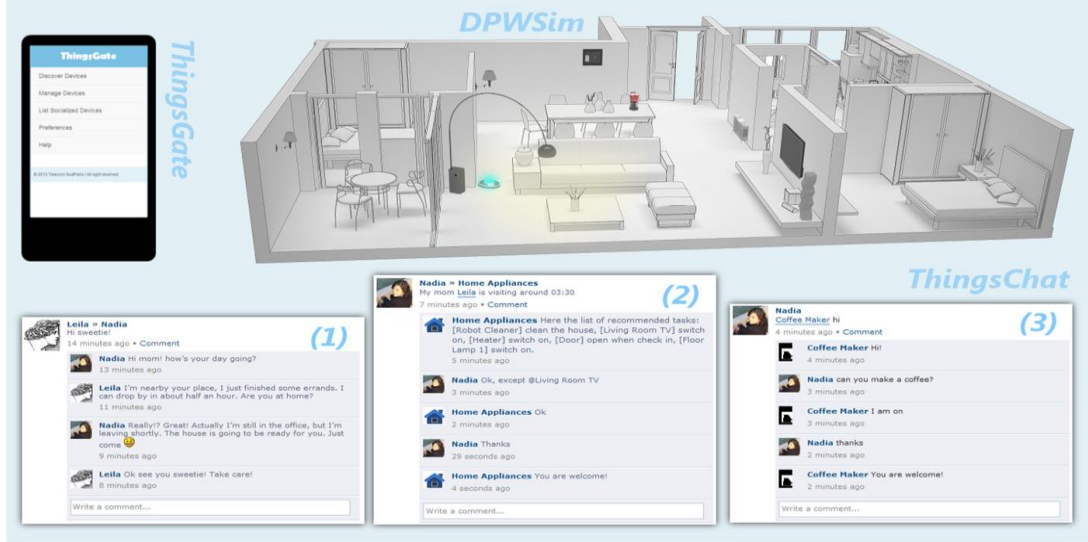 DPWSim
ThingsGate
ThingsGate
Discover Devices
Manage Devices
List Socialized Devices
Preferences
Help
ThingsChat
(1)
Leila » Nadia
Hi sweetie!
14 minutes ago • Comment
Nadia Hi mom! how's your day going?
13 minutes ago
Leila I'm nearby your place, I just finished some errands. I
can drop by in about half an hour. Are you at home?
11 minutes ago
Nadia Really!? Great! Actually I'm still in the office, but I'm
leaving shortly. The house is going to be ready for you. Just
come
9 minutes ago
Leila Ok see you sweetie! Take care!
8 minutes ago
Write a comment...
(2)
Nadia » Home Appliances
My mom Leila is visiting around 03:30
7 minutes ago • Comment
Home Appliances Here the list of recommended tasks:
[Robot Cleaner] clean the house, [Living Room TV] switch
on, [Heater] switch on, [Door] open when check in, [Floor
Lamp 1] switch on.
5 minutes ago
Nadia Ok, except @Living Room TV
3 minutes ago
Home Appliances Ok
2 minutes ago
Nadia Thanks
29 seconds ago
Home Appliances You are welcome!
4 seconds ago
Write a comment...
(3)
Nadia
Coffee Maker hi
4 minutes ago • Comment
Coffee Maker Hi!
4 minutes ago
Nadia can you make a coffee?
3 minutes ago
Coffee Maker I am on
3 minutes ago
Nadia thanks
2 minutes ago
Coffee Maker You are welcome!
2 minutes ago
Write a comment...